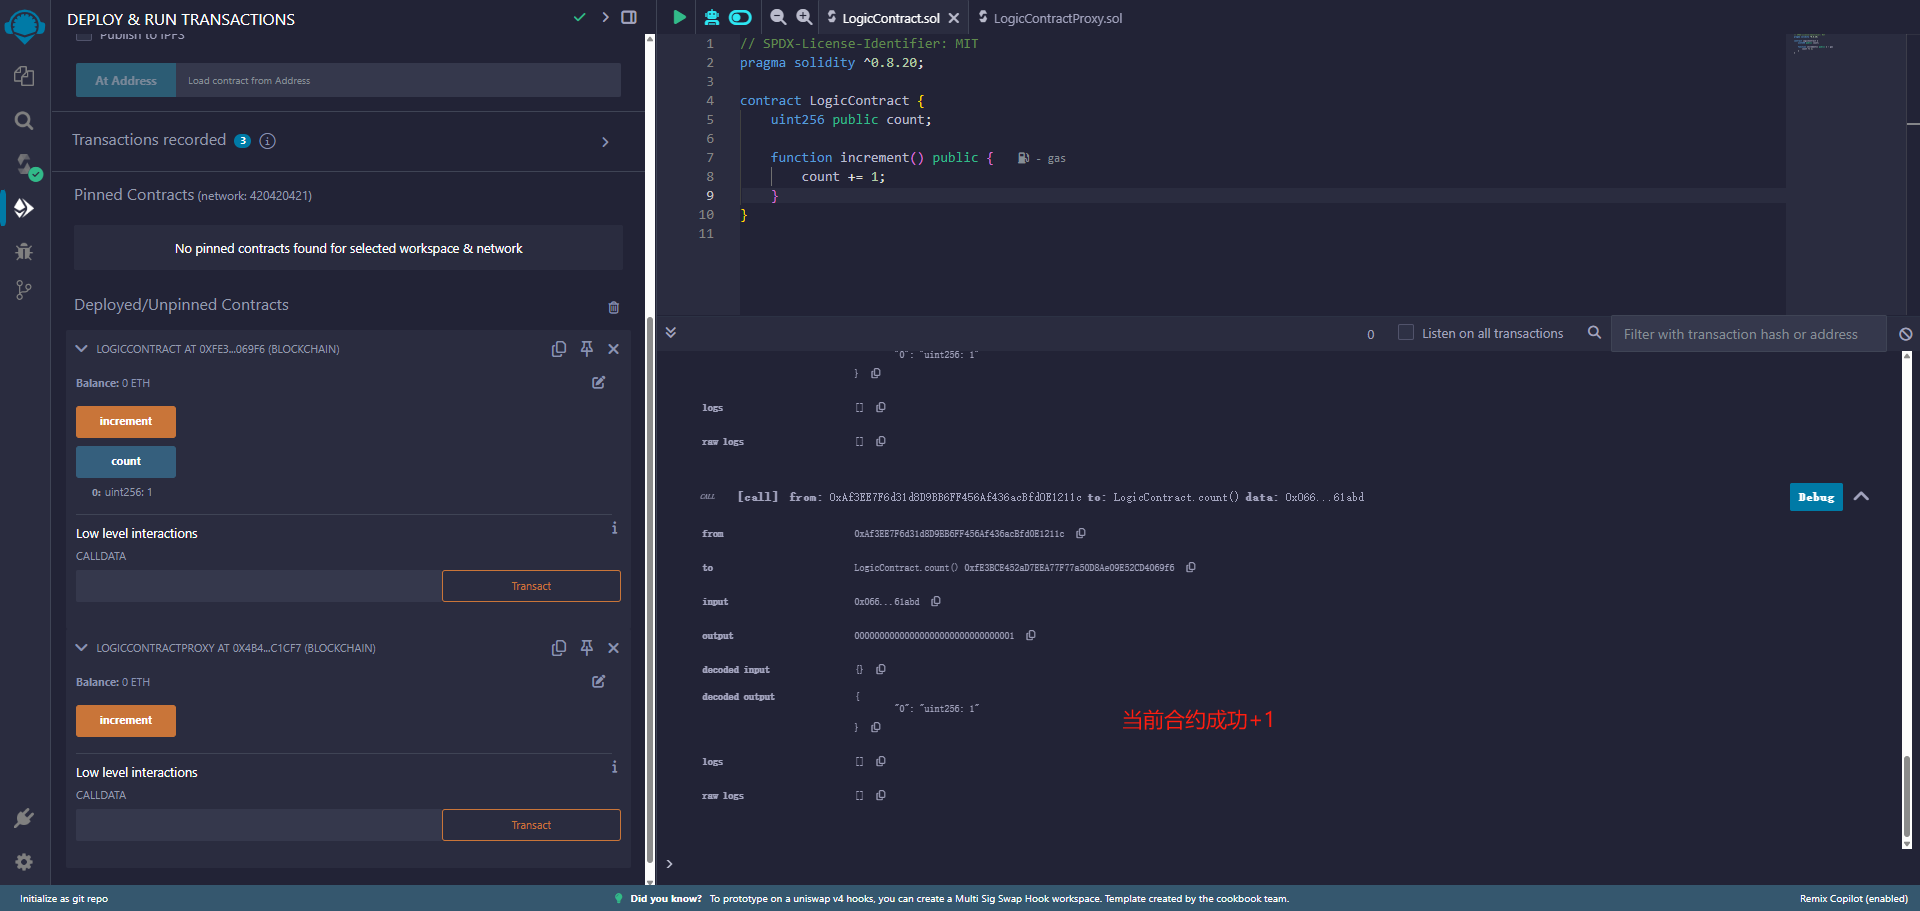 DEPLOY & RUN TRANSACTIONS
Publish to IPFS
At Address
Load contract from Address
Transactions recorded 3
Pinned Contracts (network: 420420421)
No pinned contracts found for selected workspace & network
Deployed/Unpinned Contracts
LOGICCONTRACT AT 0XFE3...069F6 (BLOCKCHAIN)
Balance: 0 ETH
increment
count
0: uint256: 1
Low level interactions
CALLDATA
Transact
LOGICCONTRACTPROXY AT 0X4B4...C1CF7 (BLOCKCHAIN)
Balance: 0 ETH
increment
Low level interactions
CALLDATA
Transact
LogicContract.sol
LogicContractProxy.sol
1 // SPDX-License-Identifier: MIT
2 pragma solidity ^0.8.20;
3
4 contract LogicContract {
5 uint256 public count;
6
7 function increment() public { - gas
8 count += 1;
9 }
10 }
11
0
Listen on all transactions
Filter with transaction hash or address
"0": "uint256: 1"
}
logs []
raw logs []
CALL [call] from: 0xAf3EE7F6d31d8D9BB6FF456Af436acBfd0E1211c to: LogicContract.count() data: 0x066...61abd
Debug
from 0xAf3EE7F6d31d8D9BB6FF456Af436acBfd0E1211c
to LogicContract.count() 0xfE3BCE452aD7EEA77F77a50D8Ae09E52CD4069f6
input 0x066...61abd
output 00000000000000000000000000000001
decoded input {}
decoded output {
"0": "uint256: 1"
}
当前合约成功+1
logs []
raw logs []
>
Initialize as git repo
Did you know? To prototype on a uniswap v4 hooks, you can create a Multi Sig Swap Hook workspace. Template created by the cookbook team.
Remix Copilot (enabled)